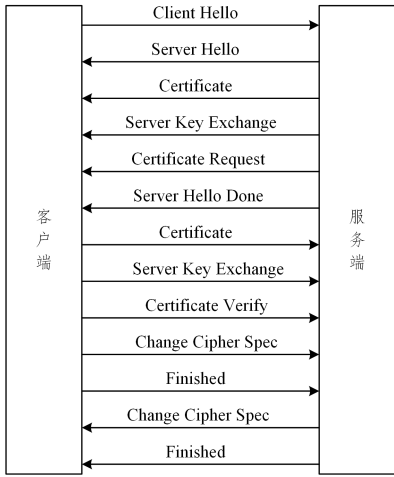 Client Hello
Server Hello
Certificate
Server Key Exchange
Certificate Request
Server Hello Done
客户端
服务端
Certificate
Server Key Exchange
Certificate Verify
Change Cipher Spec
Finished
Change Cipher Spec
Finished